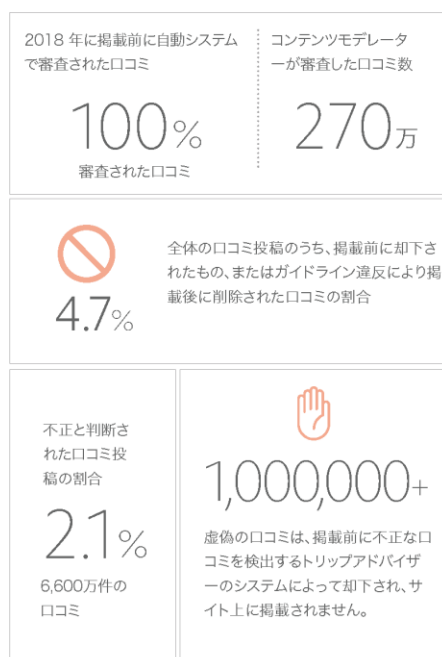 2018 年に掲載前に自動システム
で審査された口コミ
100%
審査された口コミ
コンテンツモデレータ
ーが審査した口コミ数
270万
4.7%
全体の口コミ投稿のうち、掲載前に却下さ
れたもの、またはガイドライン違反により掲
載後に削除された口コミの割合
不正と判断さ
れた口コミ投
稿の割合
2.1%
6,600万件の
口コミ
1,000,000+
虚偽の口コミは、掲載前に不正な口
コミを検出するトリップアドバイザ
ーのシステムによって却下され、サ
イト上に掲載されません。